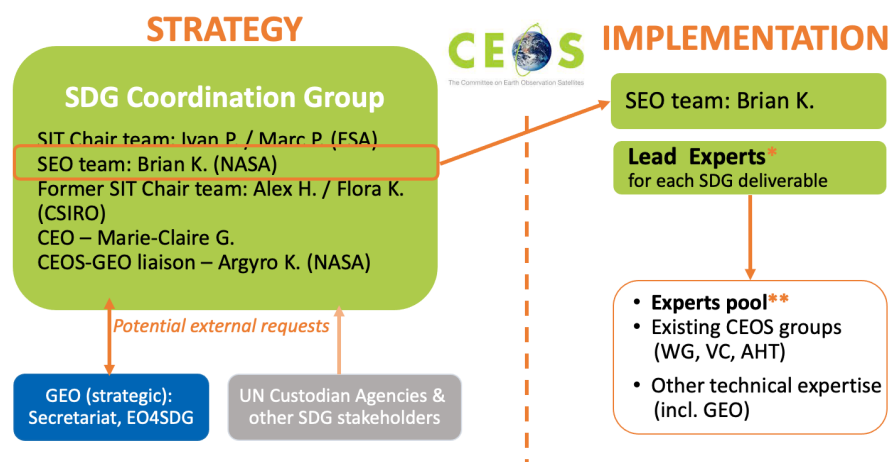 STRATEGY
SDG Coordination Group
SIT Chair team: Ivan P. / Marc P. (ESA)
SEO team: Brian K. (NASA)
Former SIT Chair team: Alex H. / Flora K.
(CSIRO)
CEO – Marie-Claire G.
CEOS-GEO liaison – Argyro K. (NASA)
Potential external requests
GEO (strategic):
Secretariat, EO4SDG
UN Custodian Agencies &
other SDG stakeholders
CEOS
The Committee on Earth Observation Satellites
IMPLEMENTATION
SEO team: Brian K.
Lead Experts*
for each SDG deliverable
• Experts pool**
• Existing CEOS groups
(WG, VC, AHT)
• Other technical expertise
(incl. GEO)